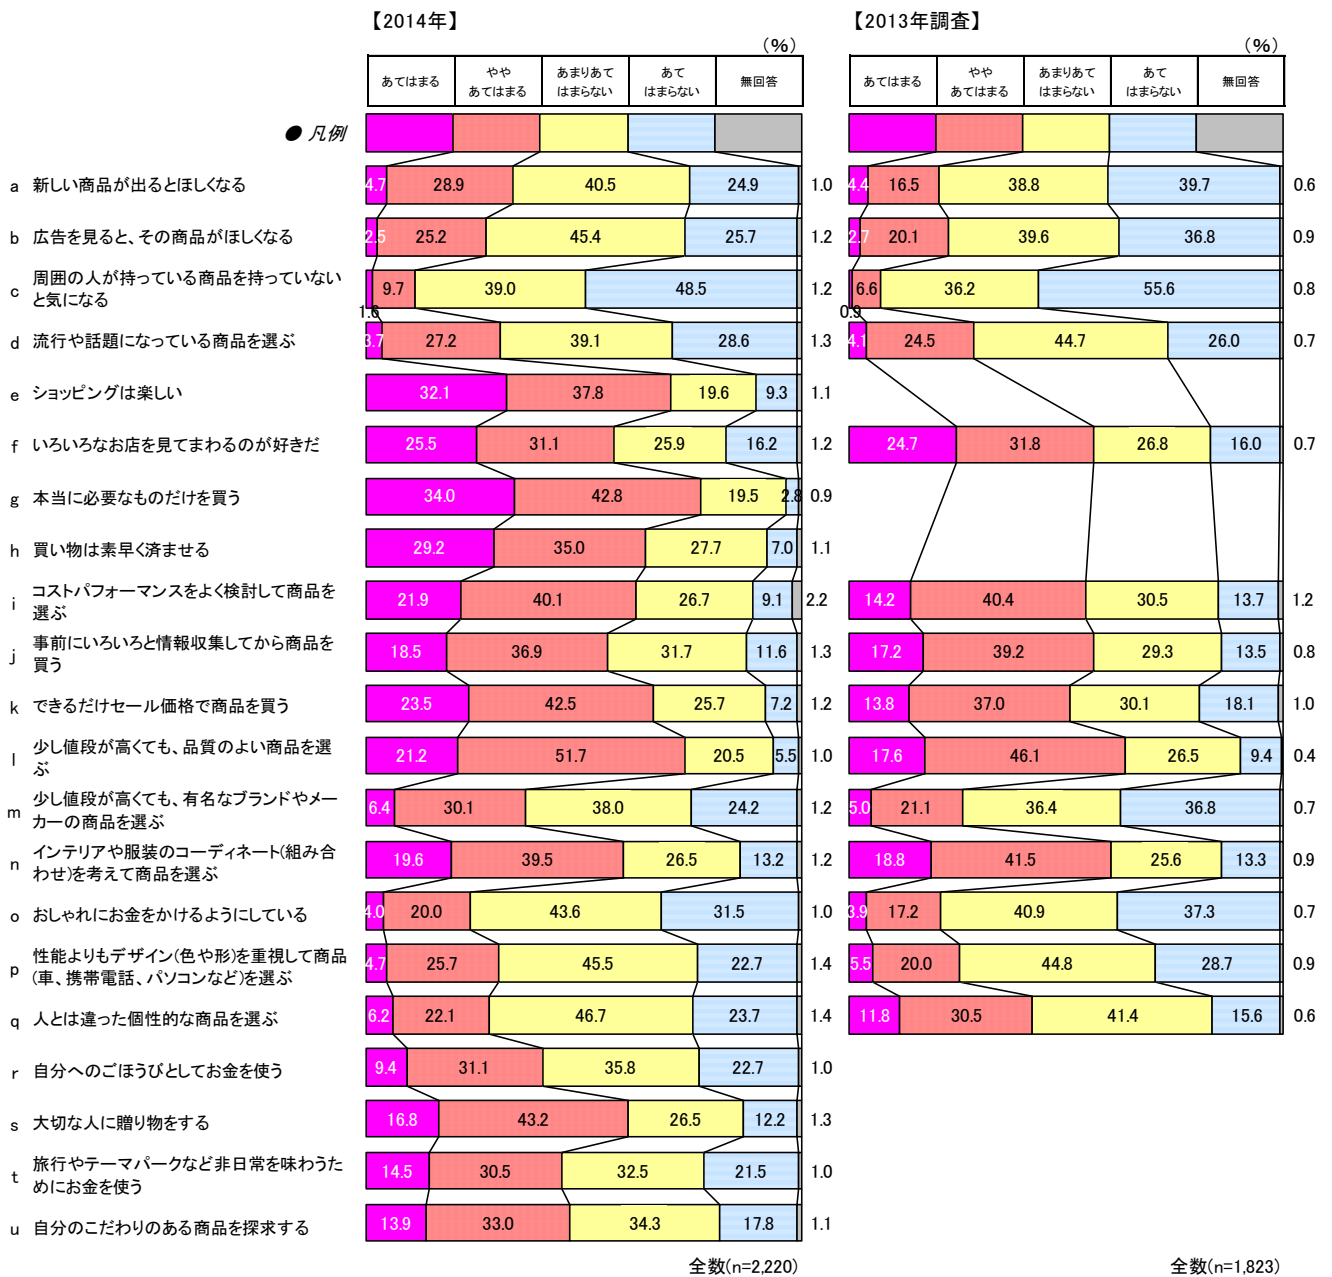 【2014年】 【2013年調査】
(%) (%)
あてはまる やや あてはまる あまりあて はまらない あて はまらない 無回答 あてはまる やや あてはまる あまりあて はまらない あて はまらない 無回答
● 凡例
a 新しい商品が出るとほしくなる 4.7 28.9 40.5 24.9 1.0 4.4 16.5 38.8 39.7 0.6
b 広告を見ると、その商品がほしくなる 2.5 25.2 45.4 25.7 1.2 2.7 20.1 39.6 36.8 0.9
c 周囲の人が持っている商品を持っていない
と気になる 1.6 9.7 39.0 48.5 1.2 0.9 6.6 36.2 55.6 0.8
d 流行や話題になっている商品を選ぶ 3.7 27.2 39.1 28.6 1.3 4.1 24.5 44.7 26.0 0.7
e ショッピングは楽しい 32.1 37.8 19.6 9.3 1.1
f いろいろなお店を見てまわるのが好きだ 25.5 31.1 25.9 16.2 1.2 24.7 31.8 26.8 16.0 0.7
g 本当に必要なものだけを買う 34.0 42.8 19.5 2.8 0.9
h 買い物は素早く済ませる 29.2 35.0 27.7 7.0 1.1
i コストパフォーマンスをよく検討して商品を
選ぶ 21.9 40.1 26.7 9.1 2.2 14.2 40.4 30.5 13.7 1.2
j 事前にいろいろと情報収集してから商品を
買う 18.5 36.9 31.7 11.6 1.3 17.2 39.2 29.3 13.5 0.8
k できるだけセール価格で商品を買う 23.5 42.5 25.7 7.2 1.2 13.8 37.0 30.1 18.1 1.0
l 少し値段が高くても、品質のよい商品を選
ぶ 21.2 51.7 20.5 5.5 1.0 17.6 46.1 26.5 9.4 0.4
m 少し値段が高くても、有名なブランドやメー
カーの商品を選ぶ 6.4 30.1 38.0 24.2 1.2 5.0 21.1 36.4 36.8 0.7
n インテリアや服装のコーディネート(組み合
わせ)を考えて商品を選ぶ 19.6 39.5 26.5 13.2 1.2 18.8 41.5 25.6 13.3 0.9
o おしゃれにお金をかけるようにしている 4.0 20.0 43.6 31.5 1.0 3.9 17.2 40.9 37.3 0.7
p 性能よりもデザイン(色や形)を重視して商品
(車、携帯電話、パソコンなど)を選ぶ 4.7 25.7 45.5 22.7 1.4 5.5 20.0 44.8 28.7 0.9
q 人とは違った個性的な商品を選ぶ 6.2 22.1 46.7 23.7 1.4 11.8 30.5 41.4 15.6 0.6
r 自分へのごほうびとしてお金を使う 9.4 31.1 35.8 22.7 1.0
s 大切な人に贈り物をする 16.8 43.2 26.5 12.2 1.3
t 旅行やテーマパークなど非日常を味わうた
めにお金を使う 14.5 30.5 32.5 21.5 1.0
u 自分のこだわりのある商品を探求する 13.9 33.0 34.3 17.8 1.1
全数(n=2,220) 全数(n=1,823)